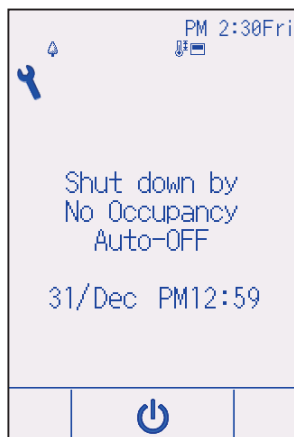 PM 2:30Fri
Shut down by
No Occupancy
Auto-OFF
31/Dec PM12:59